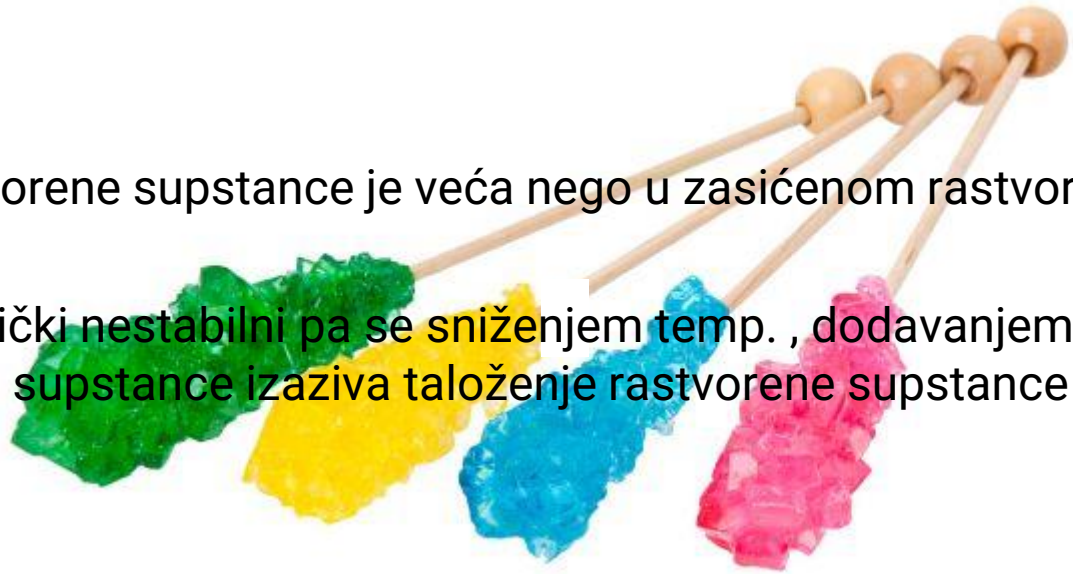 orene supstance je veća nego u zasićenom rastvor
ički nestabilni pa se sniženjem temp. , dodavanjem
supstance izaziva taloženje rastvorene supstance